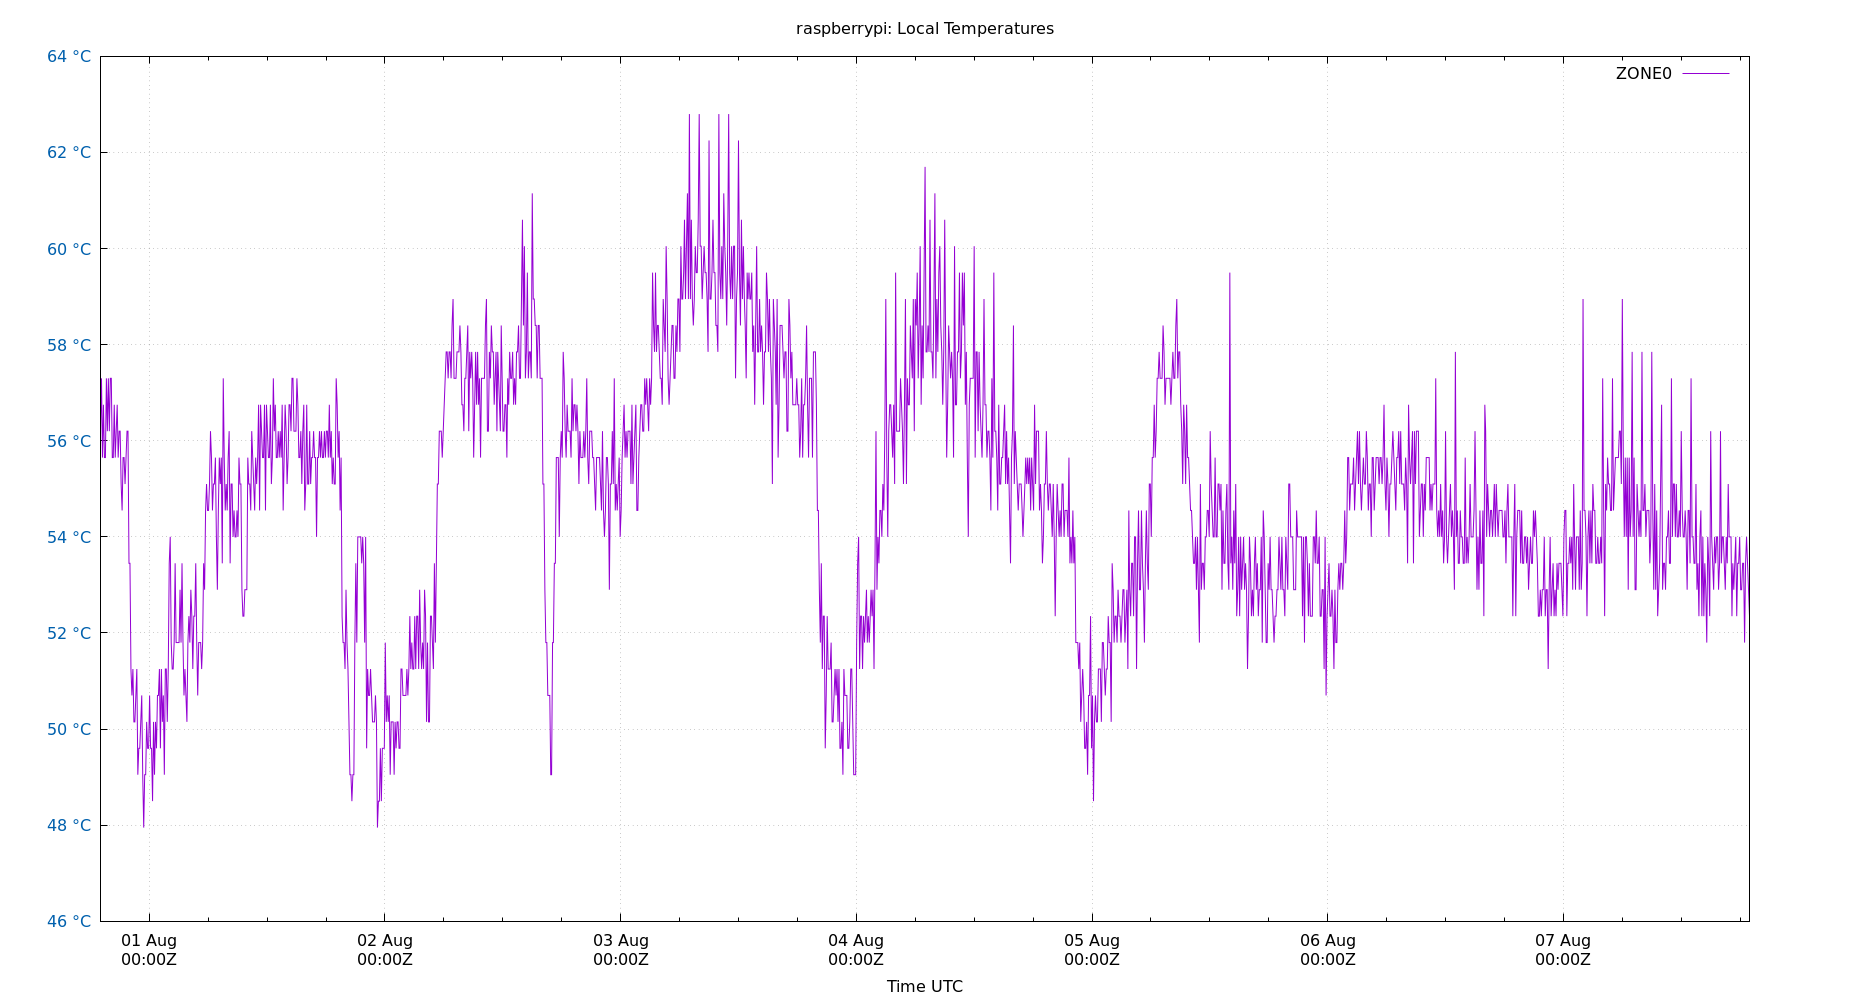 raspberrypi: Local Temperatures
64 °C
ZONE0
62 °C
60 °C
58 °C
56 °C
54 °C
52 °C
50 °C
48 °C
46 °C
01 Aug 02 Aug 03 Aug 04 Aug 05 Aug 06 Aug 07 Aug
00:00Z 00:00Z 00:00Z 00:00Z 00:00Z 00:00Z 00:00Z
Time UTC